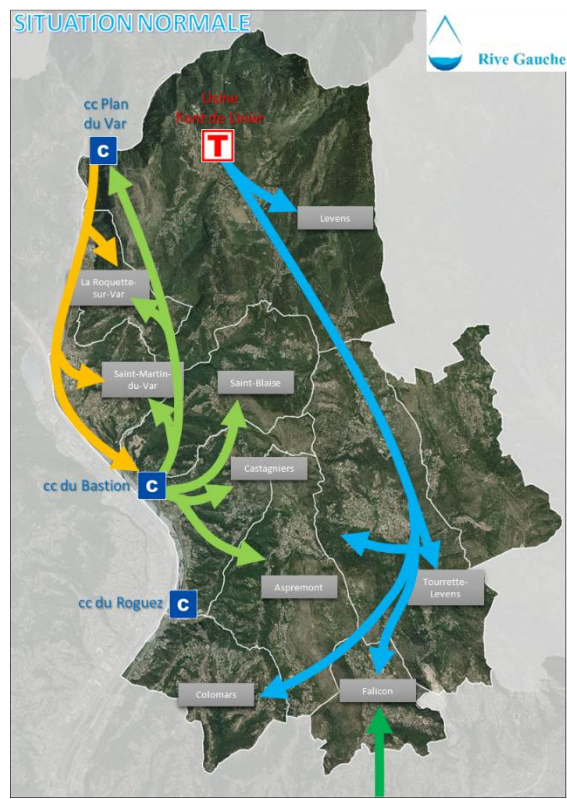 SITUATION NORMALE
Rive Gauche
cc Plan
du Var
C
Usine
Font de Linier
T
Levens
La Roquette-
sur-Var
Saint-Martin-
du-Var
Saint-Blaise
Castagniers
cc du Bastion
C
Aspremont
Tourrette-
Levens
cc du Roguez
C
Colomars
Falicon